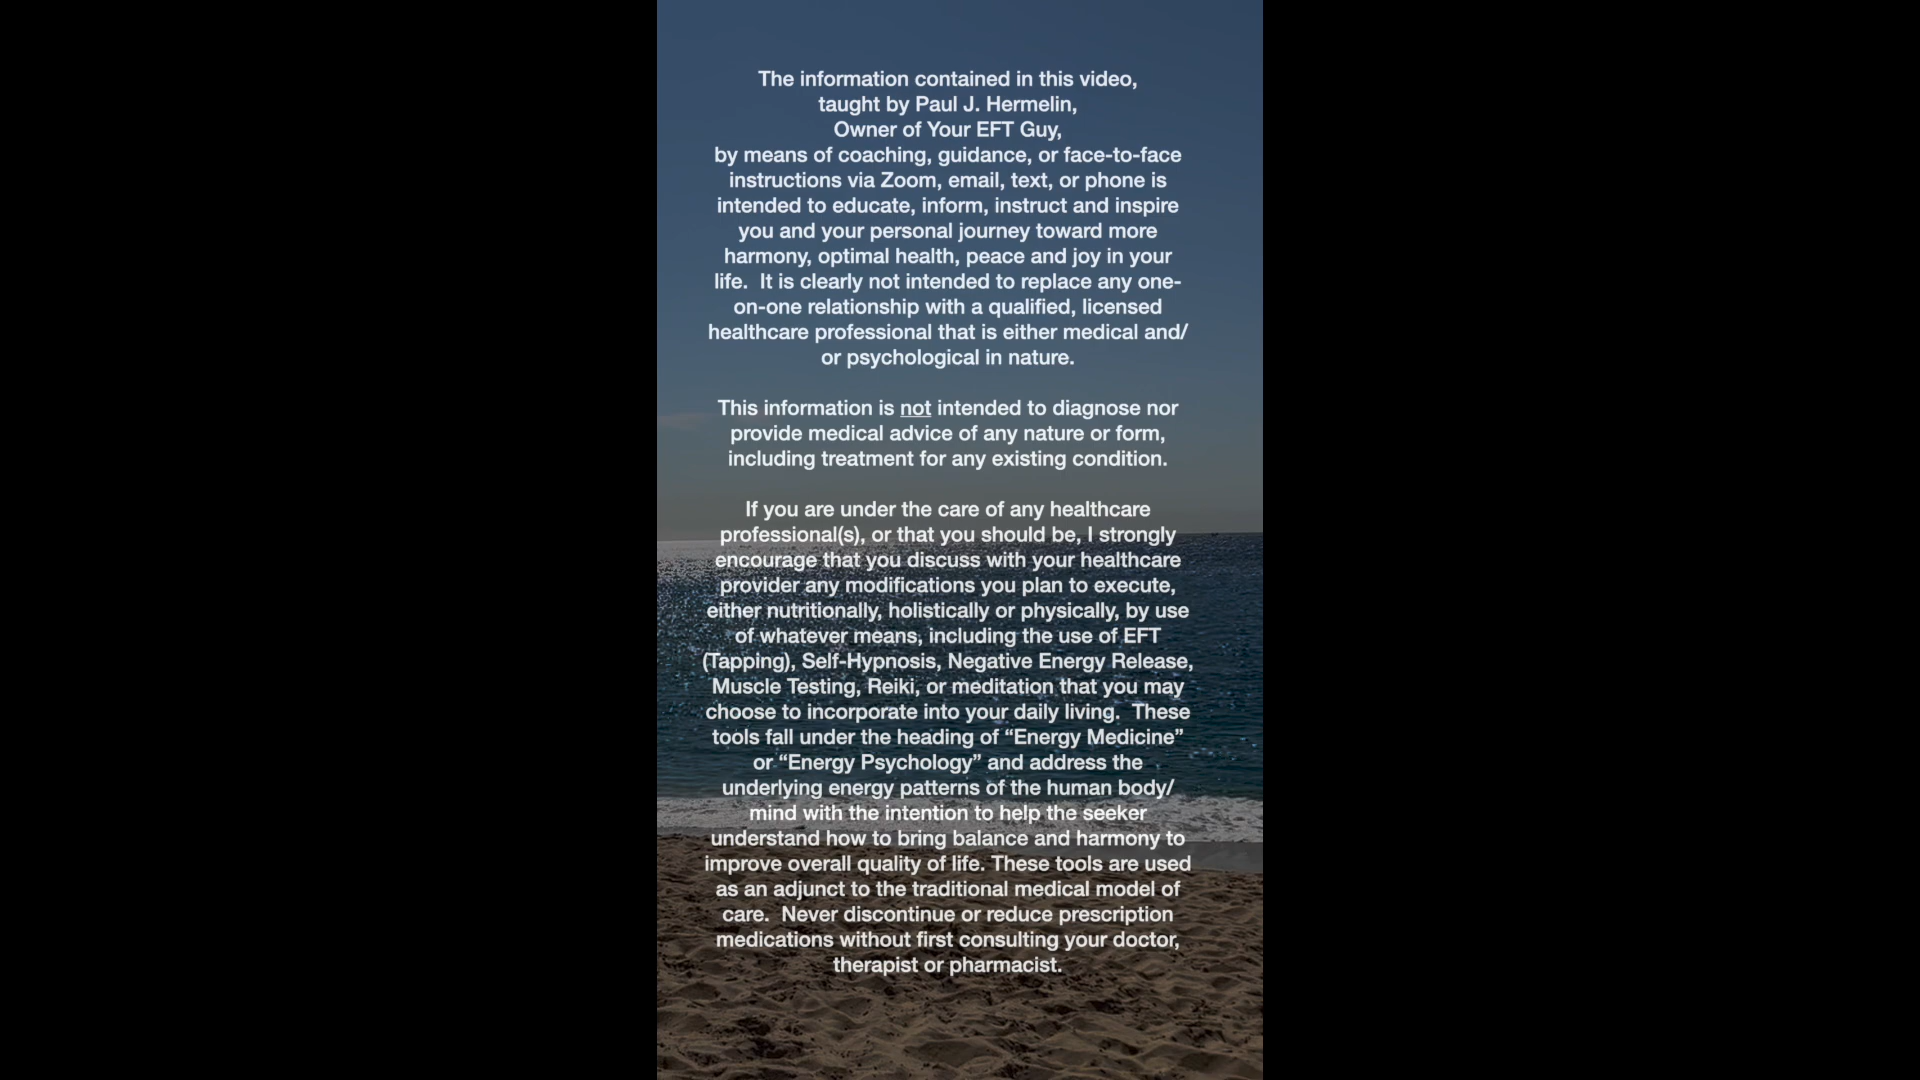 The information contained in this video,
taught by Paul J. Hermelin,
Owner of Your EFT Guy,
by means of coaching, guidance, or face-to-face
instructions via Zoom, email, text, or phone is
intended to educate, inform, instruct and inspire
you and your personal journey toward more
harmony, optimal health, peace and joy in your
life.  It is clearly not intended to replace any one-
on-one relationship with a qualified, licensed
healthcare professional that is either medical and/
or psychological in nature.
This information is not intended to diagnose nor
provide medical advice of any nature or form,
including treatment for any existing condition.
If you are under the care of any healthcare
professional(s), or that you should be, I strongly
encourage that you discuss with your healthcare
provider any modifications you plan to execute,
either nutritionally, holistically or physically, by use
of whatever means, including the use of EFT
(Tapping), Self-Hypnosis, Negative Energy Release,
Muscle Testing, Reiki, or meditation that you may
choose to incorporate into your daily living.  These
tools fall under the heading of “Energy Medicine”
or “Energy Psychology” and address the
underlying energy patterns of the human body/
mind with the intention to help the seeker
understand how to bring balance and harmony to
improve overall quality of life. These tools are used
as an adjunct to the traditional medical model of
care.  Never discontinue or reduce prescription
medications without first consulting your doctor,
therapist or pharmacist.